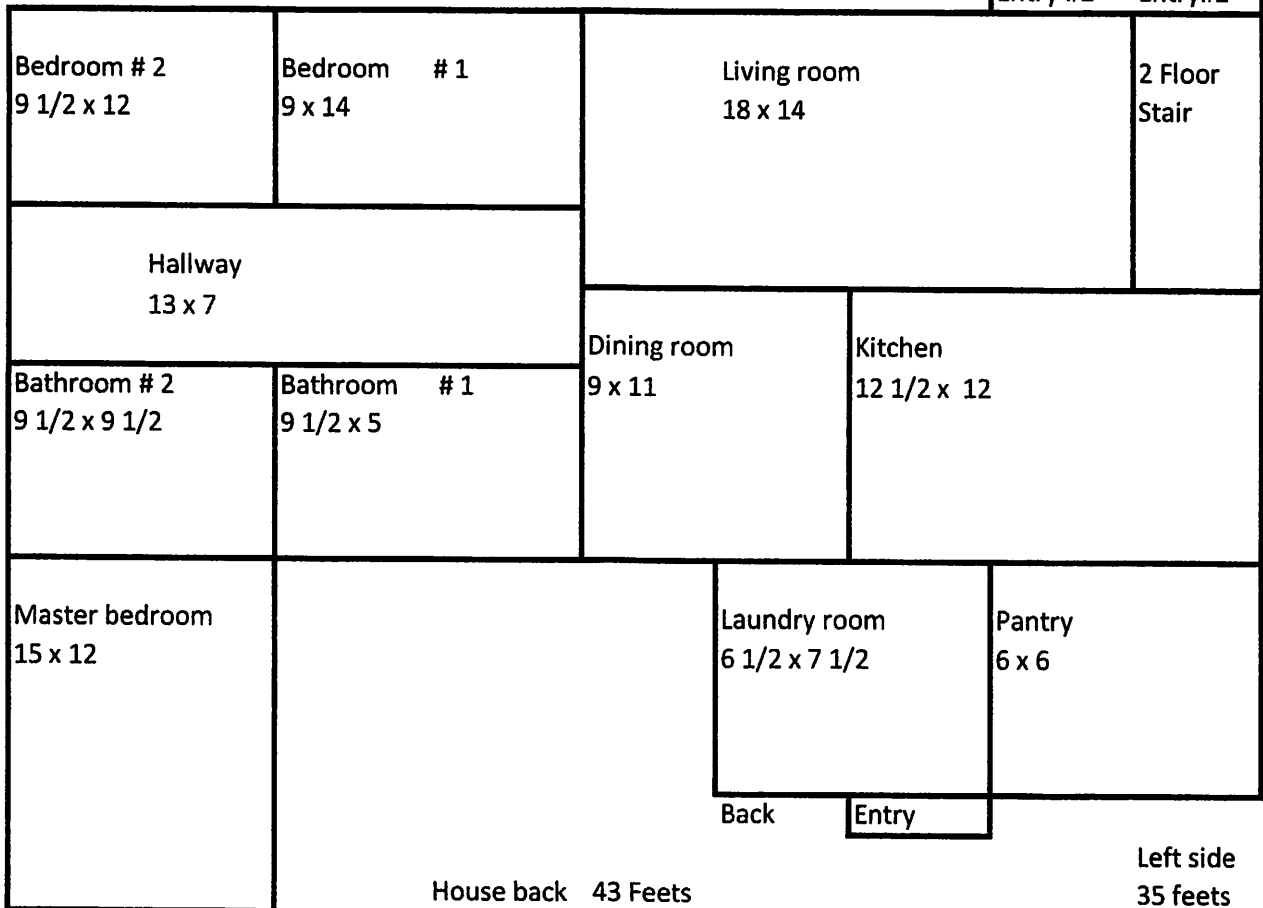 Entry Entry
Bedroom # 2
9 1/2 x 12
Bedroom # 1
9 x 14
Living room
18 x 14
2 Floor
Stair
Hallway
13 x 7
Dining room
9 x 11
Kitchen
12 1/2 x 12
Bathroom # 2
9 1/2 x 9 1/2
Bathroom # 1
9 1/2 x 5
Master bedroom
15 x 12
Laundry room
6 1/2 x 7 1/2
Pantry
6 x 6
Back
Entry
House back 43 Feets
Left side
35 feets